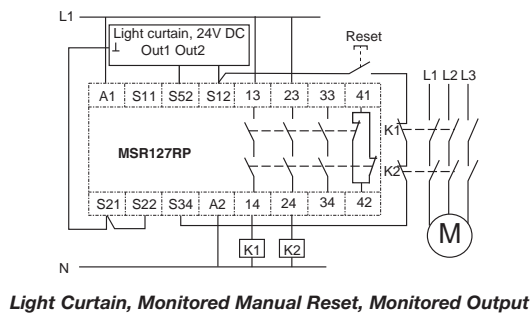 L1
Light curtain, 24V DC
⊥ Out1 Out2
Reset
A1 S11 S52 S12 13 23 33 41
L1 L2 L3
K1
MSR127RP
K2
S21 S22 S34 A2 14 24 34 42
M
K1 K2
N
Light Curtain, Monitored Manual Reset, Monitored Output